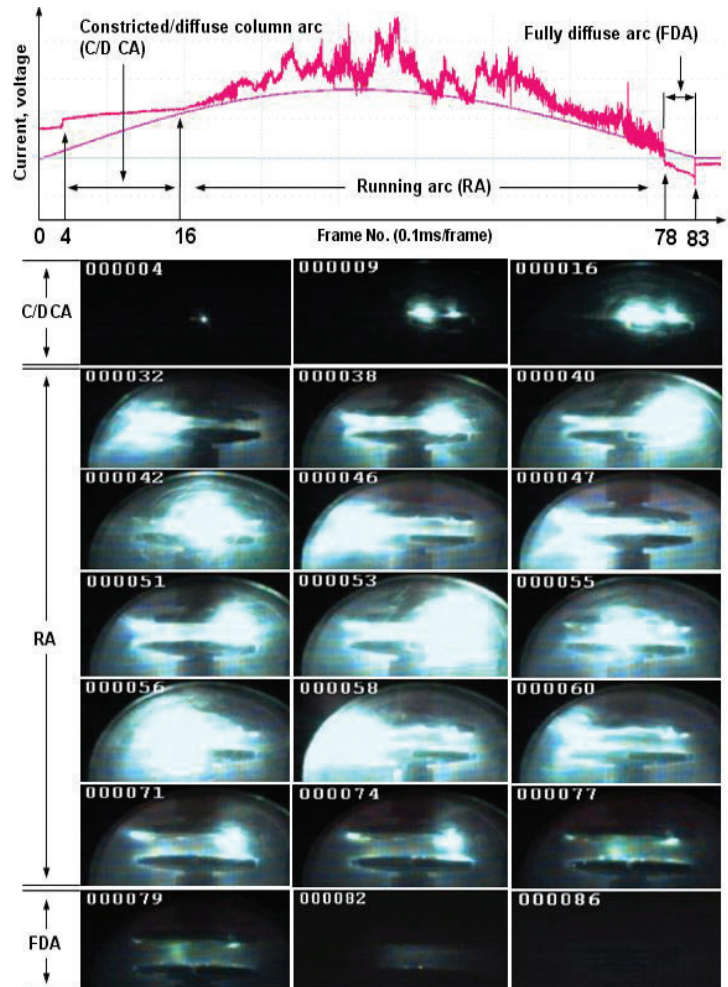 Constricted/diffuse column arc
(C/D CA)
Fully diffuse arc (FDA)
Current, voltage
Running arc (RA)
0 4 16 Frame No. (0.1ms/frame) 78 83
C/D CA
000004 000009 000016
RA
000032 000038 000040
000042 000046 000047
000051 000053 000055
000056 000058 000060
000071 000074 000077
FDA
000079 000082 000086